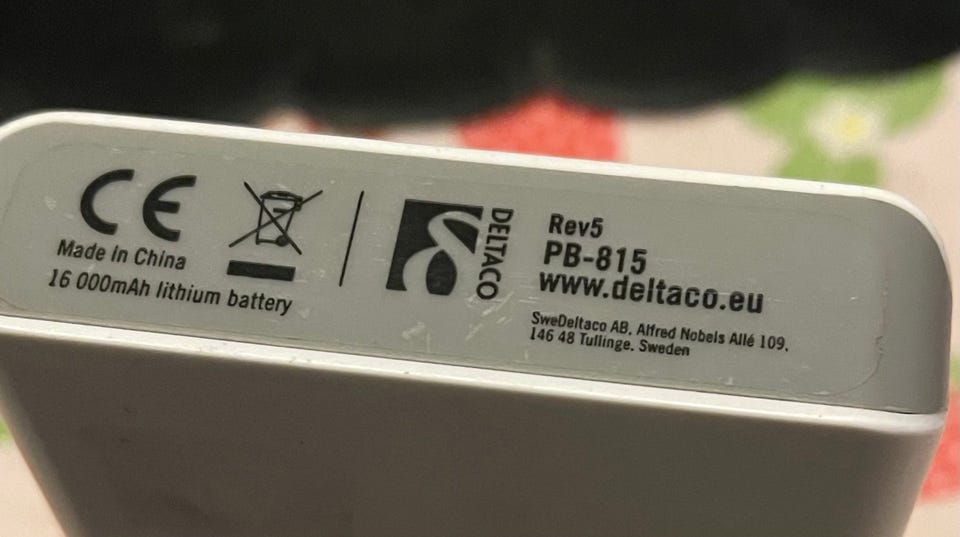 CE
Made in China
16 000mAh lithium battery
DELTACO
Rev5
PB-815
www.deltaco.eu
SweDeltaco AB, Alfred Nobels Allé 109,
146 48 Tullinge, Sweden